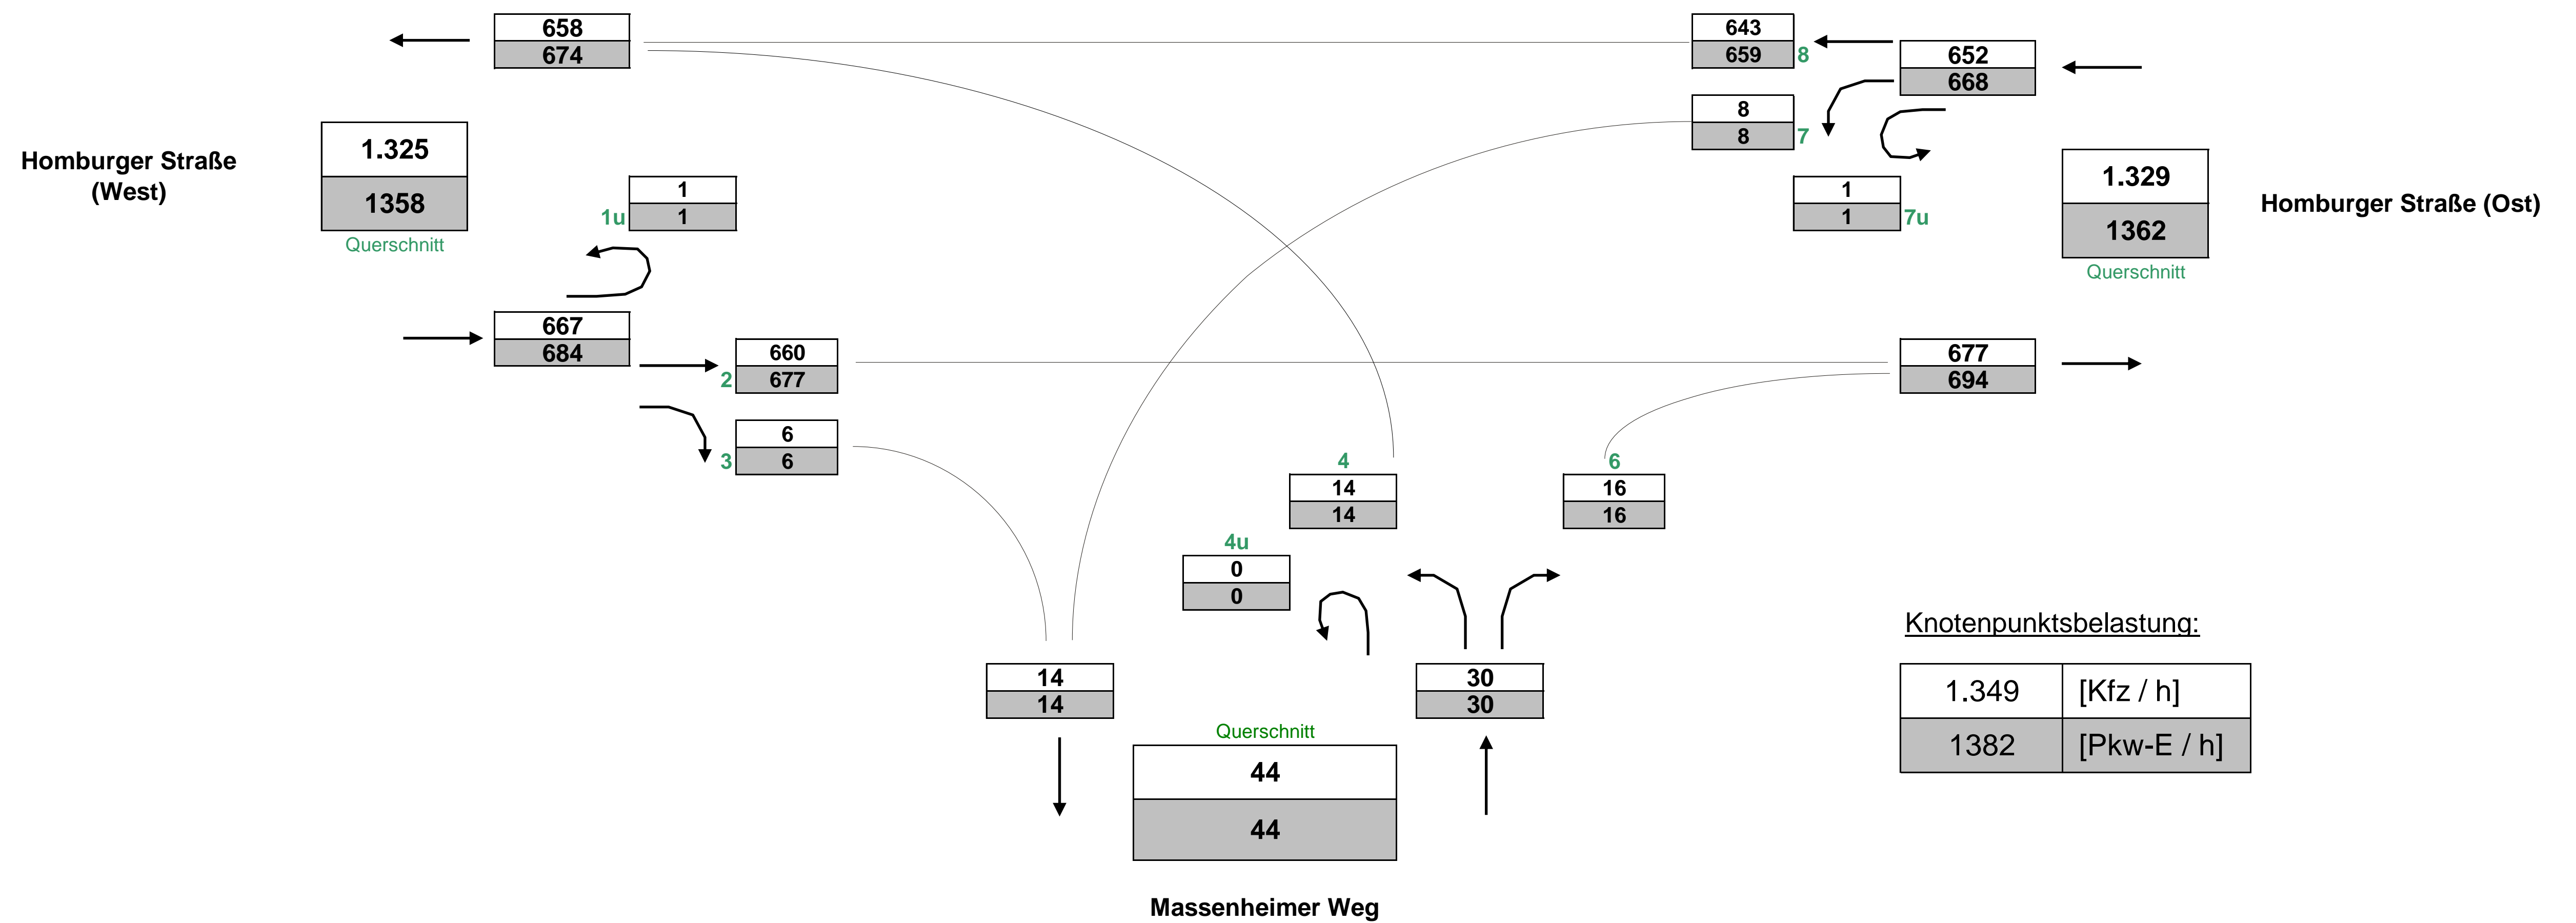 658
674
643
659 8
652
668
8
8 7
Homburger Straße
(West)
1.325
1358
Querschnitt
1
1u 1
1
1 7u
1.329
1362
Querschnitt
Homburger Straße (Ost)
667
684
660
2 677
677
694
6
3 6
4
14
14
6
16
16
4u
0
0
14
14
30
30
Querschnitt
44
44
Massenheimer Weg
Knotenpunktsbelastung:
1.349 [Kfz / h]
1382 [Pkw-E / h]